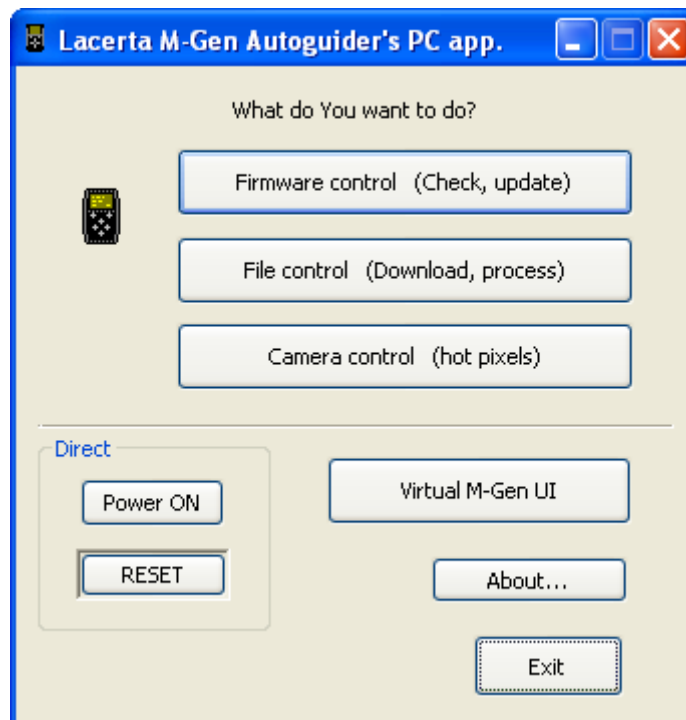 Lacerta M-Gen Autoguider's PC app.
What do You want to do?
Firmware control (Check, update)
File control (Download, process)
Camera control (hot pixels)
Direct
Power ON
RESET
Virtual M-Gen UI
About...
Exit